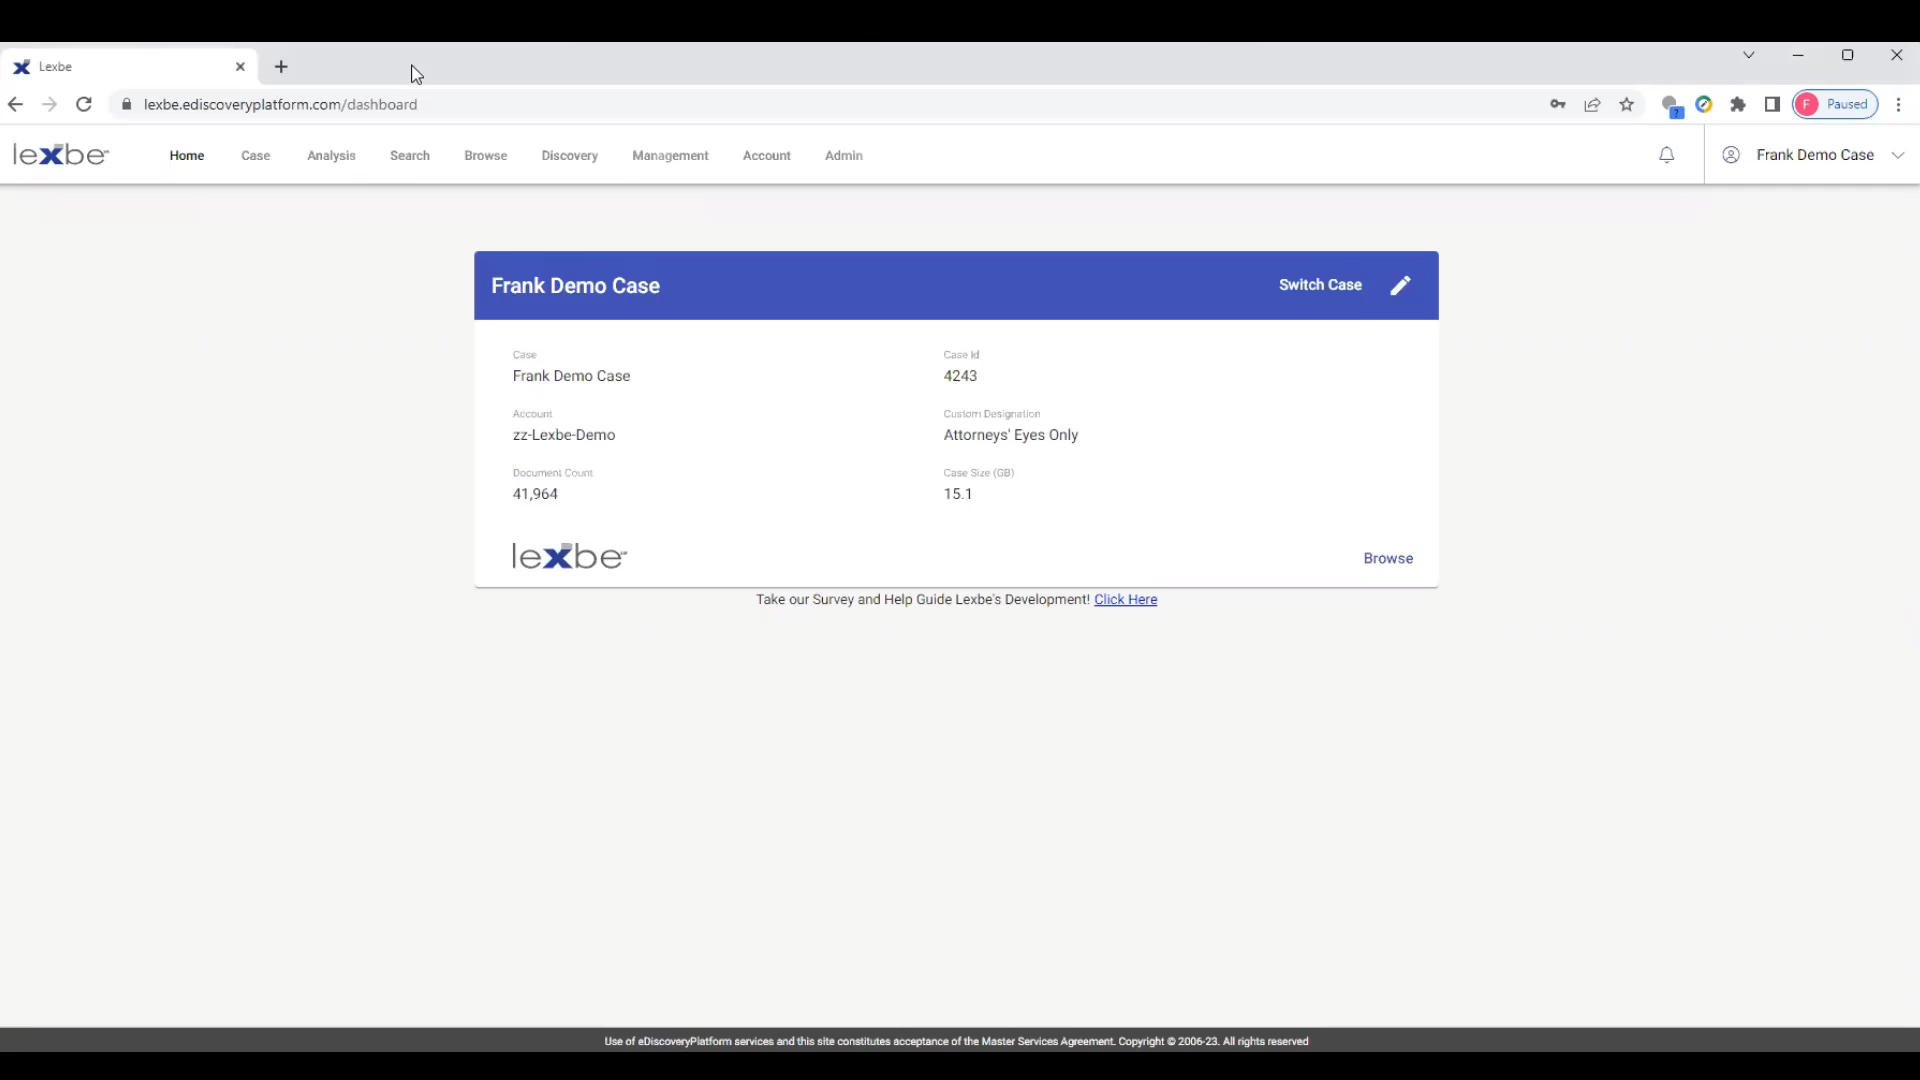 Lexbe
lexbe.ediscoveryplatform.com/dashboard
? F Paused
lexbe Home Case Analysis Search Browse Discovery Management Account Admin Frank Demo Case
Frank Demo Case Switch Case
Case Case Id
Frank Demo Case 4243
Account Custom Designation
zz-Lexbe-Demo Attorneys' Eyes Only
Document Count Case Size (GB)
41,964 15.1
lexbe Browse
Take our Survey and Help Guide Lexbe's Development! Click Here
Use of eDiscoveryPlatform services and this site constitutes acceptance of the Master Services Agreement. Copyright © 2006-23. All rights reserved